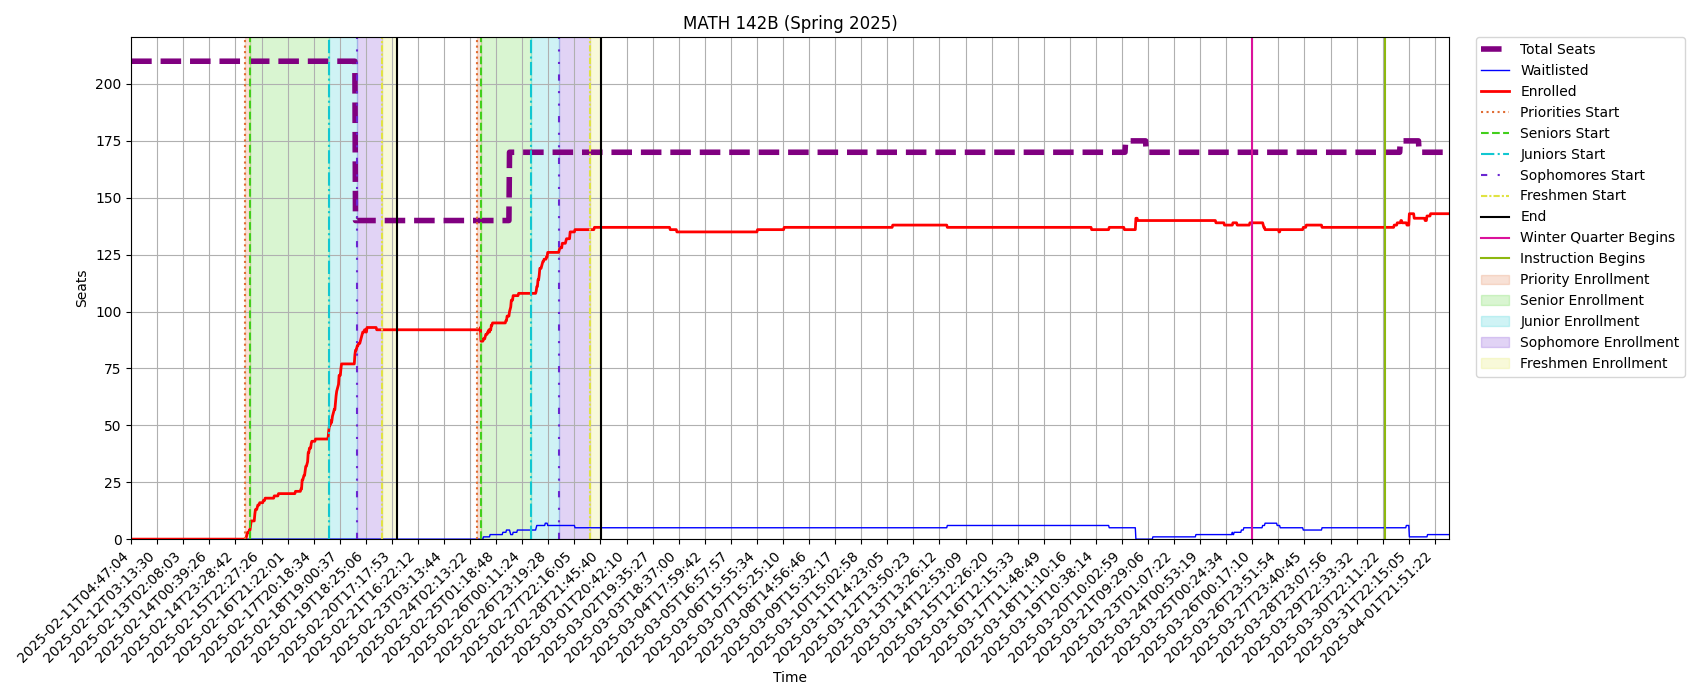 MATH 142B (Spring 2025)
Seats
200
175
150
125
100
75
50
25
0
2025-02-11T04:47:04
2025-02-12T03:13:30
2025-02-13T02:08:03
2025-02-14T00:39:26
2025-02-14T23:28:42
2025-02-15T22:27:26
2025-02-16T21:22:01
2025-02-17T20:18:34
2025-02-18T19:00:37
2025-02-19T18:25:06
2025-02-20T17:17:53
2025-02-21T16:22:12
2025-02-23T03:13:44
2025-02-24T02:13:22
2025-02-25T01:18:48
2025-02-26T00:11:24
2025-02-26T23:19:28
2025-02-27T22:16:05
2025-02-28T21:45:40
2025-03-01T20:42:10
2025-03-02T19:35:27
2025-03-03T18:37:00
2025-03-04T17:59:42
2025-03-05T16:57:57
2025-03-06T15:55:34
2025-03-07T15:25:10
2025-03-08T14:56:46
2025-03-09T15:32:17
2025-03-10T15:02:58
2025-03-11T14:23:05
2025-03-12T13:50:23
2025-03-13T13:26:12
2025-03-14T12:53:09
2025-03-15T12:26:20
2025-03-16T12:15:33
2025-03-17T11:48:49
2025-03-18T11:10:16
2025-03-19T10:38:14
2025-03-20T10:02:59
2025-03-21T09:29:06
2025-03-23T01:07:22
2025-03-24T00:53:19
2025-03-25T00:24:34
2025-03-26T00:17:10
2025-03-26T23:51:54
2025-03-27T23:40:45
2025-03-28T23:07:56
2025-03-29T22:33:32
2025-03-30T22:11:22
2025-03-31T22:15:05
2025-04-01T21:51:22
Time
Total Seats
Waitlisted
Enrolled
Priorities Start
Seniors Start
Juniors Start
Sophomores Start
Freshmen Start
End
Winter Quarter Begins
Instruction Begins
Priority Enrollment
Senior Enrollment
Junior Enrollment
Sophomore Enrollment
Freshmen Enrollment